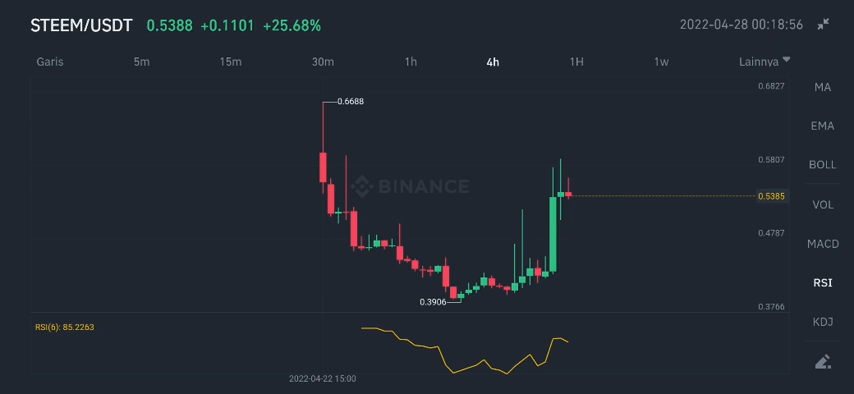 STEEM/USDT 0.5388 +0.1101 +25.68% 2022-04-28 00:18:56
Garis 5m 15m 30m 1h 4h 1H 1w Lainnya
MA
EMA
BOLL
VOL
MACD
RSI
KDJ
0.6827
0.6688
0.5807
BINANCE
0.5385
0.4787
0.3906
0.3766
RSI(6): 85.2263
2022-04-22 15:00